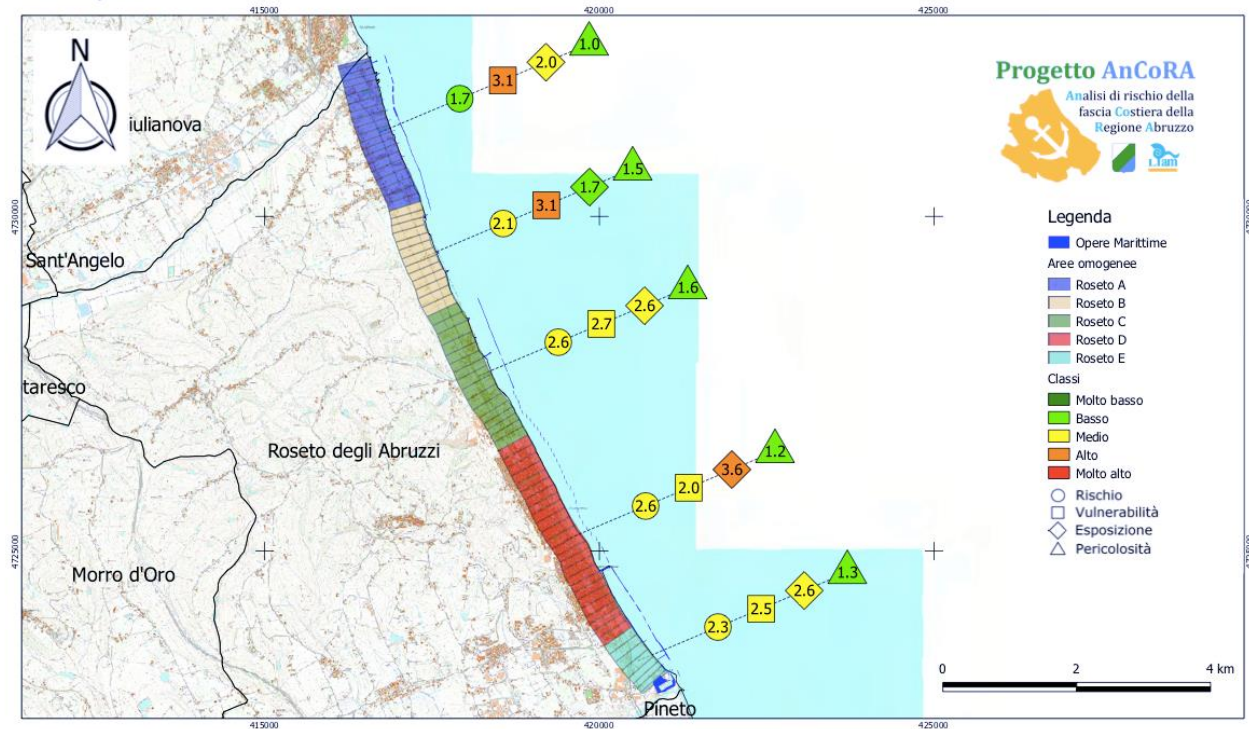 415000 420000 425000
N
1.0
2.0
3.1
1.7
Progetto AnCoRA
Analisi di rischio della
fascia Costiera della
Regione Abruzzo
iulianova
1.5
1.7
3.1
2.1
4730000 4730000
Sant'Angelo
1.6
2.6
2.7
2.6
taresco
Roseto degli Abruzzi
1.2
3.6
2.0
2.6
4725000 4725000
Morro d'Oro
1.3
2.6
2.5
2.3
Pineto
Legenda
Opere Marittime
Aree omogenee
Roseto A
Roseto B
Roseto C
Roseto D
Roseto E
Classi
Molto basso
Basso
Medio
Alto
Molto alto
Rischio
Vulnerabilità
Esposizione
Pericolosità
0 2 4 km
415000 420000 425000